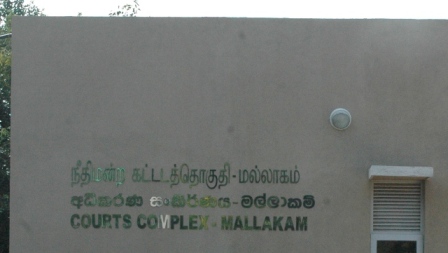 நீதிமன்ற கட்டடத்தொகுதி - மல்லாகம்
අධිකරණ සංකීර්ණය - මල්ලාකම්
COURTS COMPLEX - MALLAKAM